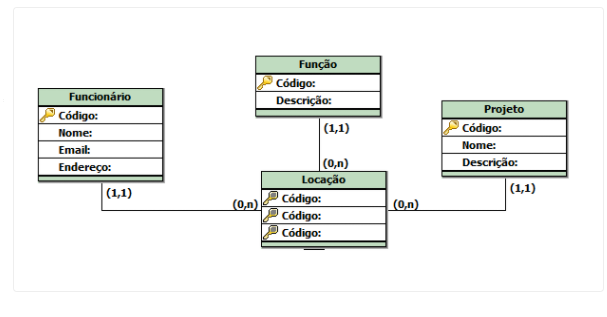 Função
Código:
Descrição:
(1,1)
Funcionário
Código:
Nome:
Email:
Endereço:
(1,1)
Projeto
Código:
Nome:
Descrição:
(1,1)
(0,n)
Locação
(0,n)
Código:
Código:
Código:
(0,n)